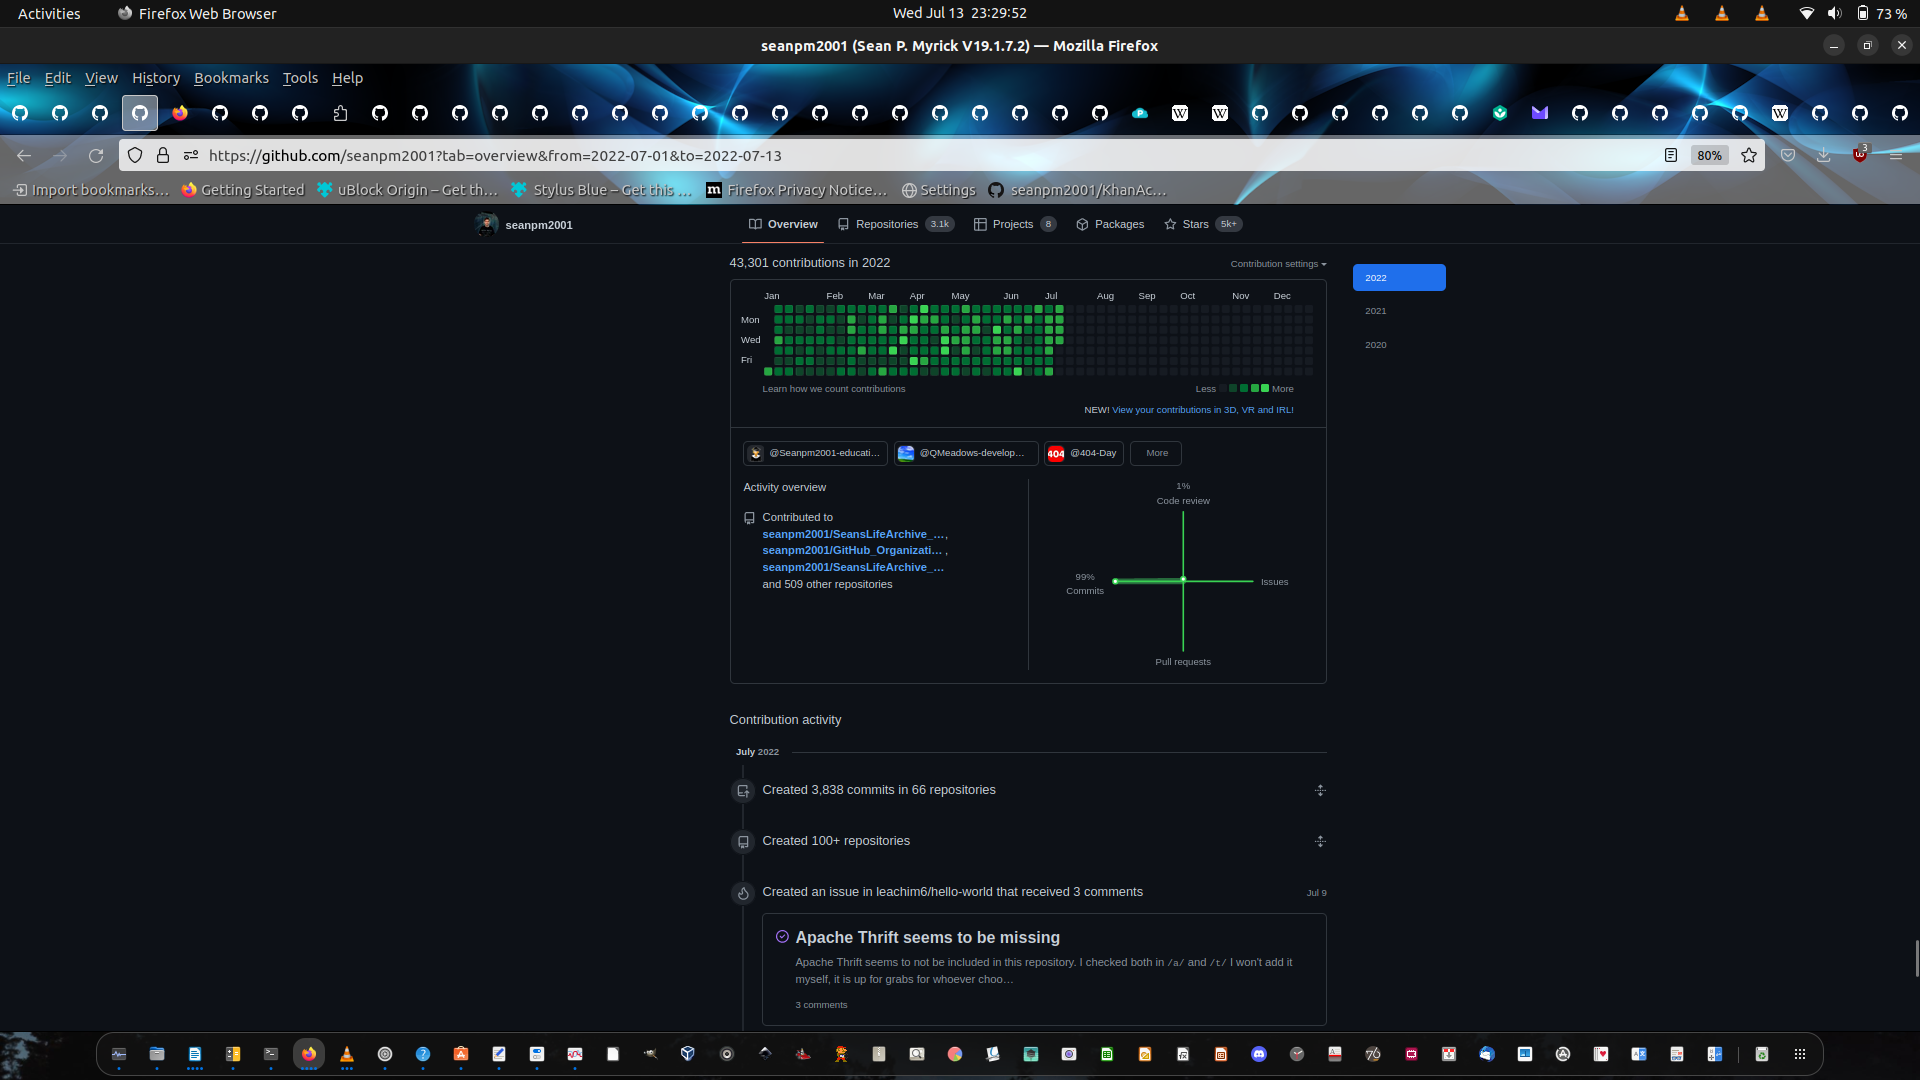 Activities
Firefox Web Browser
Wed Jul 13 23:29:52
73 %
seanpm2001 (Sean P. Myrick V19.1.7.2) — Mozilla Firefox
File Edit View History Bookmarks Tools Help
https://github.com/seanpm2001?tab=overview&from=2022-07-01&to=2022-07-13
80%
3
Import bookmarks…
Getting Started
uBlock Origin – Get th…
Stylus Blue – Get this …
Firefox Privacy Notice…
Settings
seanpm2001/KhanAc…
seanpm2001
Overview
Repositories 3.1k
Projects 8
Packages
Stars 5k+
43,301 contributions in 2022
Contribution settings
2022
2021
2020
Jan Feb Mar Apr May Jun Jul Aug Sep Oct Nov Dec
Mon
Wed
Fri
Learn how we count contributions
Less More
NEW! View your contributions in 3D, VR and IRL!
@Seanpm2001-educati…
@QMeadows-develop…
404 @404-Day
More
Activity overview
Contributed to
seanpm2001/SeansLifeArchive_…,
seanpm2001/GitHub_Organizati… ,
seanpm2001/SeansLifeArchive_…
and 509 other repositories
1%
Code review
99%
Commits
Issues
Pull requests
Contribution activity
July 2022
Created 3,838 commits in 66 repositories
Created 100+ repositories
Created an issue in leachim6/hello-world that received 3 comments
Jul 9
Apache Thrift seems to be missing
Apache Thrift seems to not be included in this repository. I checked both in /a/ and /t/ I won't add it
myself, it is up for grabs for whoever choo…
3 comments